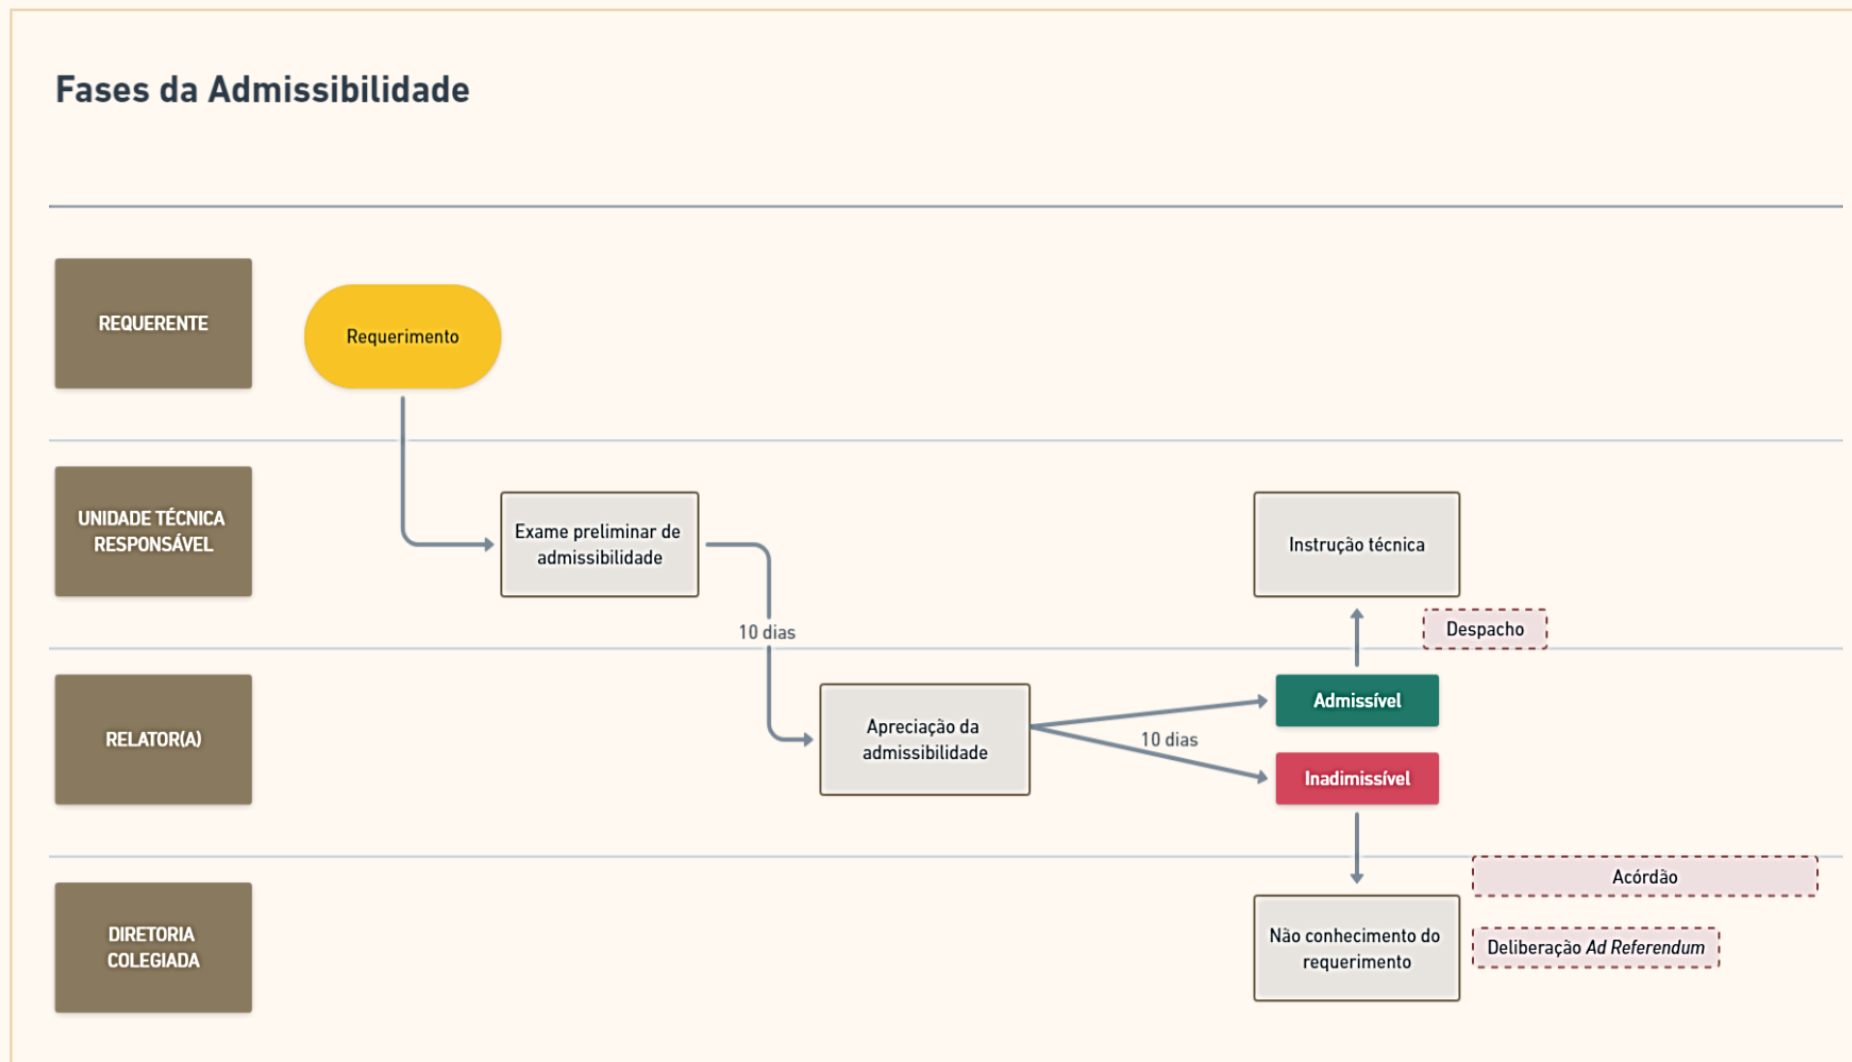 Fases da Admissibilidade
REQUERENTE
Requerimento
UNIDADE TÉCNICA
RESPONSÁVEL
Exame preliminar de
admissibilidade
Instrução técnica
10 dias
Despacho
RELATOR(A)
Apreciação da
admissibilidade
10 dias
Admissível
Inadimissível
DIRETORIA
COLEGIADA
Não conhecimento do
requerimento
Acórdão
Deliberação Ad Referendum